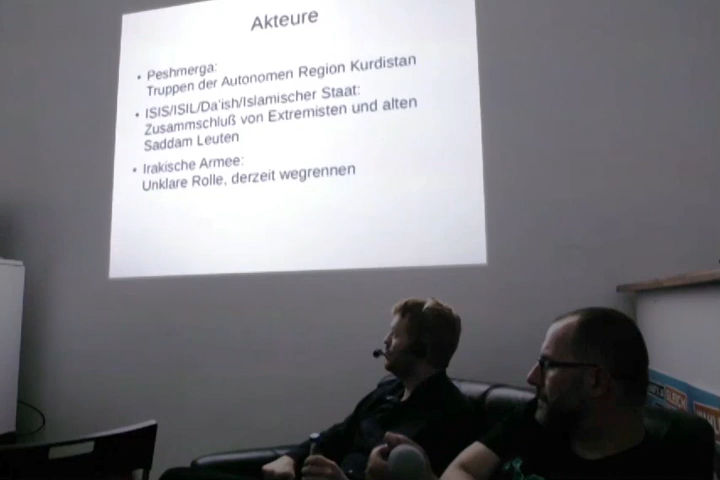 Akteure
• Peshmerga:
Truppen der Autonomen Region Kurdistan
• ISIS/ISIL/Da'ish/Islamischer Staat:
Zusammschluß von Extremisten und alten
Saddam Leuten
• Irakische Armee:
Unklare Rolle, derzeit wegrennen